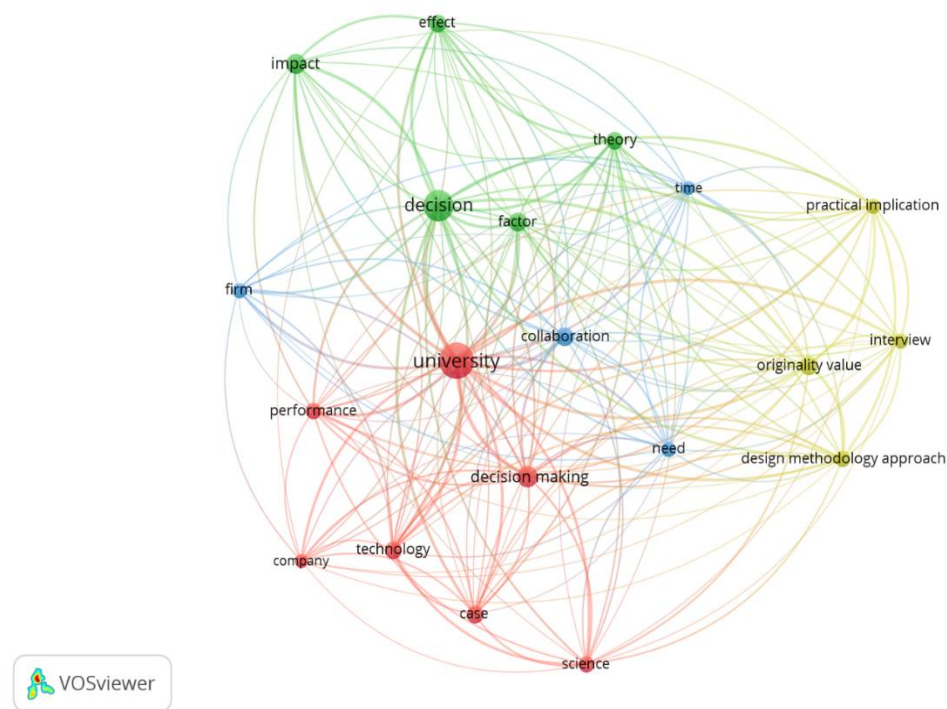 effect
impact
theory
time
decision
practical implication
factor
firm
collaboration
interview
university
originality value
performance
need
design methodology approach
decision making
technology
company
case
science
VOSviewer